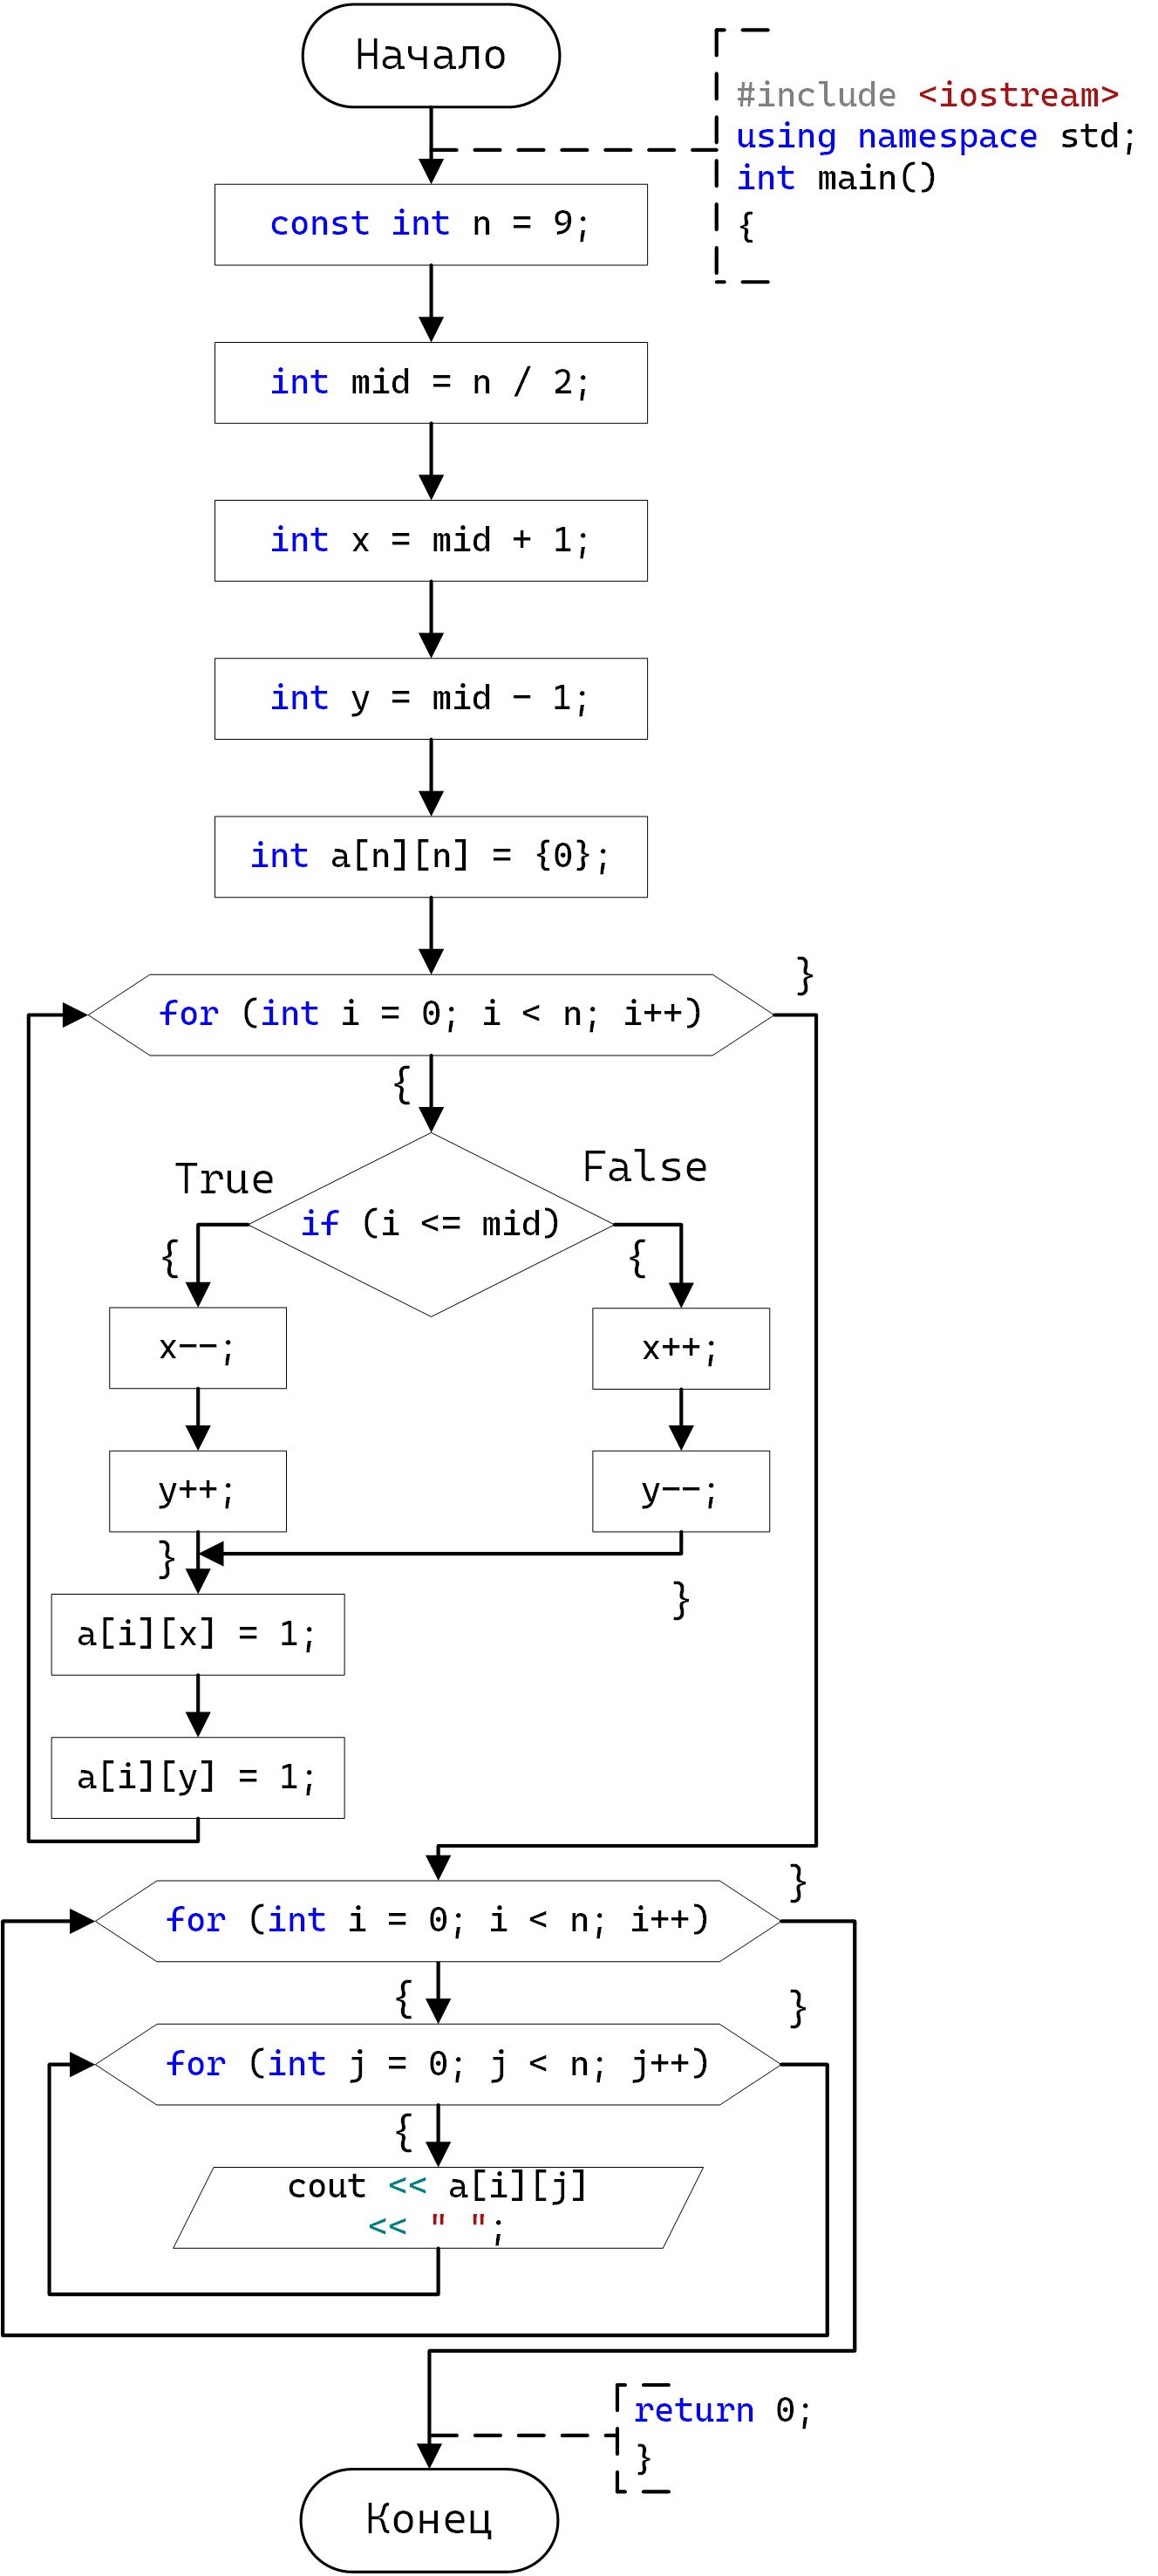 Начало
#include <iostream>
using namespace std;
int main()
{
const int n = 9;
int mid = n / 2;
int x = mid + 1;
int y = mid - 1;
int a[n][n] = {0};
}
for (int i = 0; i < n; i++)
{
True
False
if (i <= mid)
{
{
x--;
x++;
y++;
y--;
}
}
a[i][x] = 1;
a[i][y] = 1;
}
for (int i = 0; i < n; i++)
{
}
for (int j = 0; j < n; j++)
{
cout << a[i][j]
<< " ";
return 0;
}
Конец